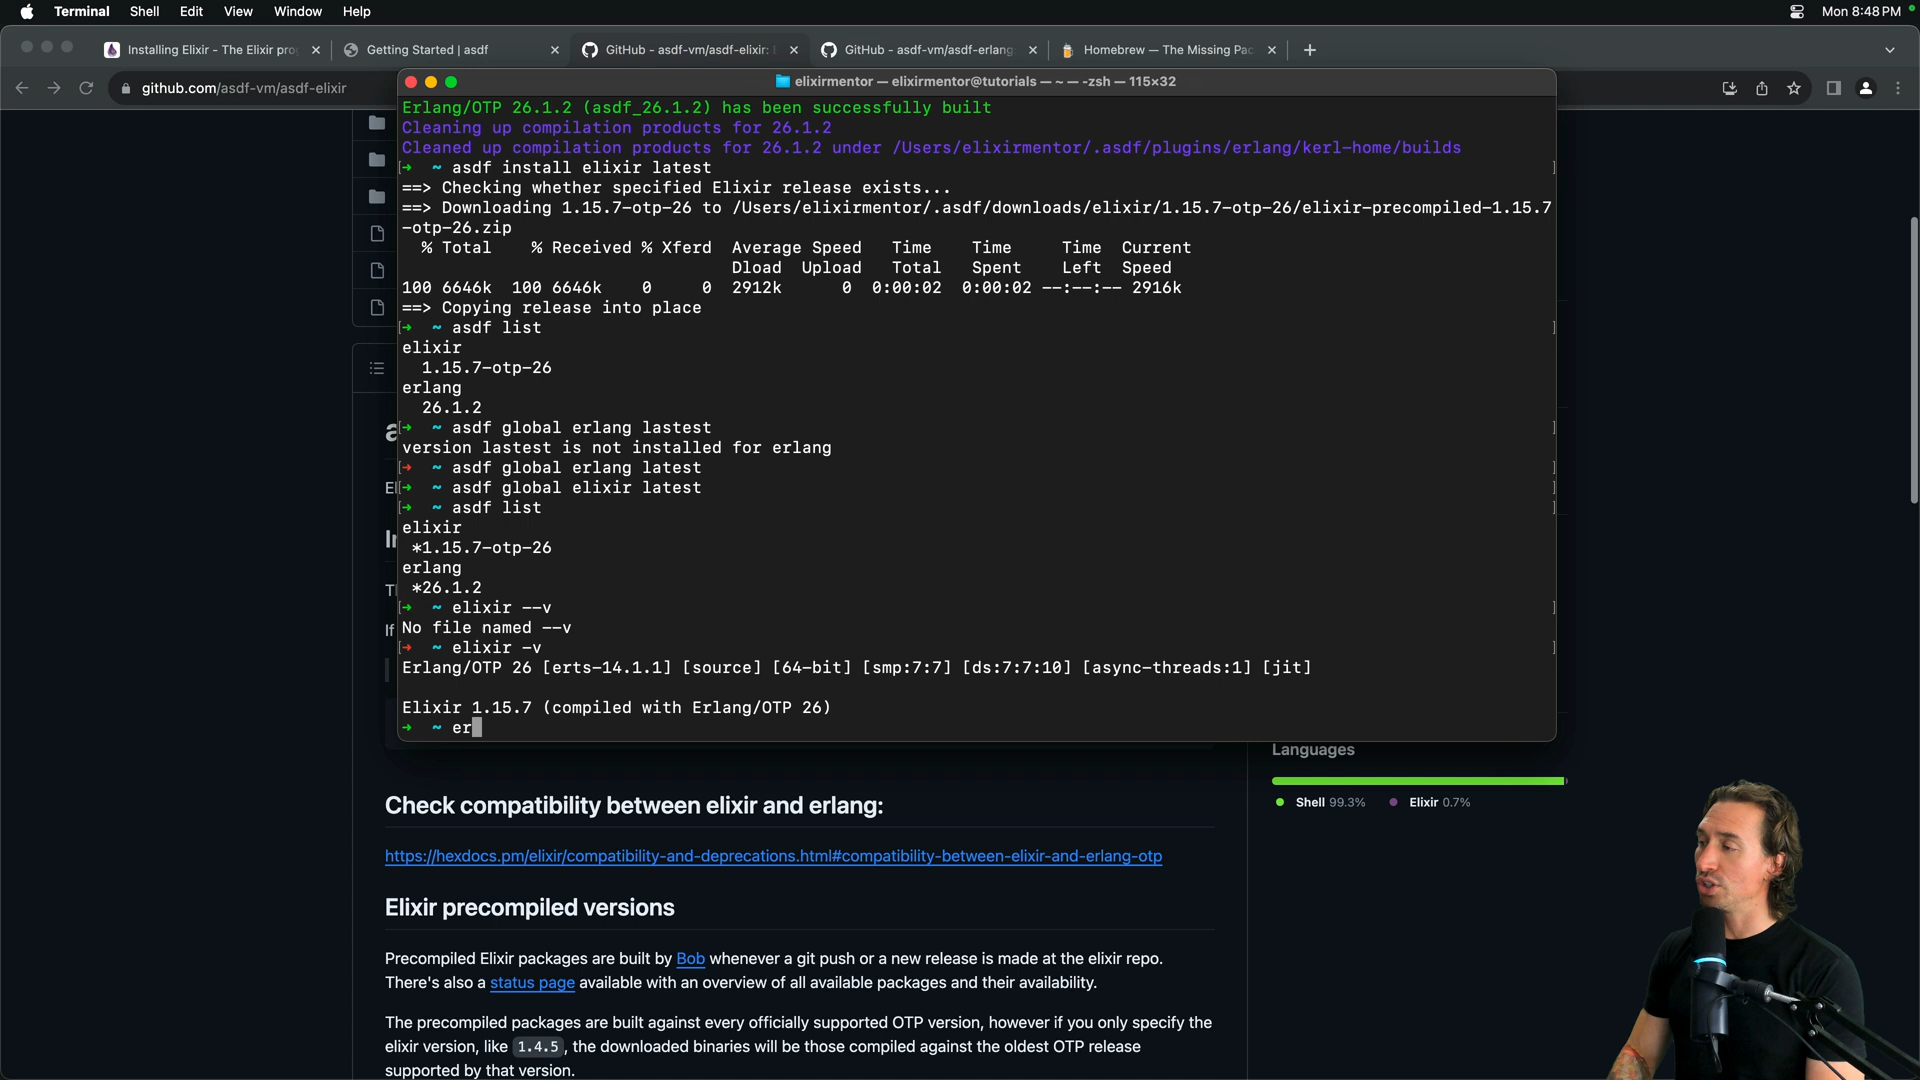 Terminal Shell Edit View Window Help Mon 8:48 PM
Installing Elixir - The Elixir pro Getting Started | asdf GitHub - asdf-vm/asdf-elixir: GitHub - asdf-vm/asdf-erlang Homebrew — The Missing Pac
github.com/asdf-vm/asdf-elixir
elixirmentor — elixirmentor@tutorials — ~ — -zsh — 115×32
Erlang/OTP 26.1.2 (asdf_26.1.2) has been successfully built
Cleaning up compilation products for 26.1.2
Cleaned up compilation products for 26.1.2 under /Users/elixirmentor/.asdf/plugins/erlang/kerl-home/builds
[→ ~ asdf install elixir latest ]
==> Checking whether specified Elixir release exists...
==> Downloading 1.15.7-otp-26 to /Users/elixirmentor/.asdf/downloads/elixir/1.15.7-otp-26/elixir-precompiled-1.15.7
-otp-26.zip
% Total % Received % Xferd Average Speed Time Time Time Current
Dload Upload Total Spent Left Speed
100 6646k 100 6646k 0 0 2912k 0 0:00:02 0:00:02 --:--:-- 2916k
==> Copying release into place
[→ ~ asdf list ]
elixir
1.15.7-otp-26
erlang
26.1.2
[→ ~ asdf global erlang lastest ]
version lastest is not installed for erlang
[→ ~ asdf global erlang latest ]
[→ ~ asdf global elixir latest ]
[→ ~ asdf list ]
elixir
*1.15.7-otp-26
erlang
*26.1.2
[→ ~ elixir --v ]
No file named --v
[→ ~ elixir -v ]
Erlang/OTP 26 [erts-14.1.1] [source] [64-bit] [smp:7:7] [ds:7:7:10] [async-threads:1] [jit]
Elixir 1.15.7 (compiled with Erlang/OTP 26)
→ ~ er
Languages
Shell 99.3% Elixir 0.7%
Check compatibility between elixir and erlang:
https://hexdocs.pm/elixir/compatibility-and-deprecations.html#compatibility-between-elixir-and-erlang-otp
Elixir precompiled versions
Precompiled Elixir packages are built by Bob whenever a git push or a new release is made at the elixir repo.
There's also a status page available with an overview of all available packages and their availability.
The precompiled packages are built against every officially supported OTP version, however if you only specify the
elixir version, like 1.4.5 , the downloaded binaries will be those compiled against the oldest OTP release
supported by that version.